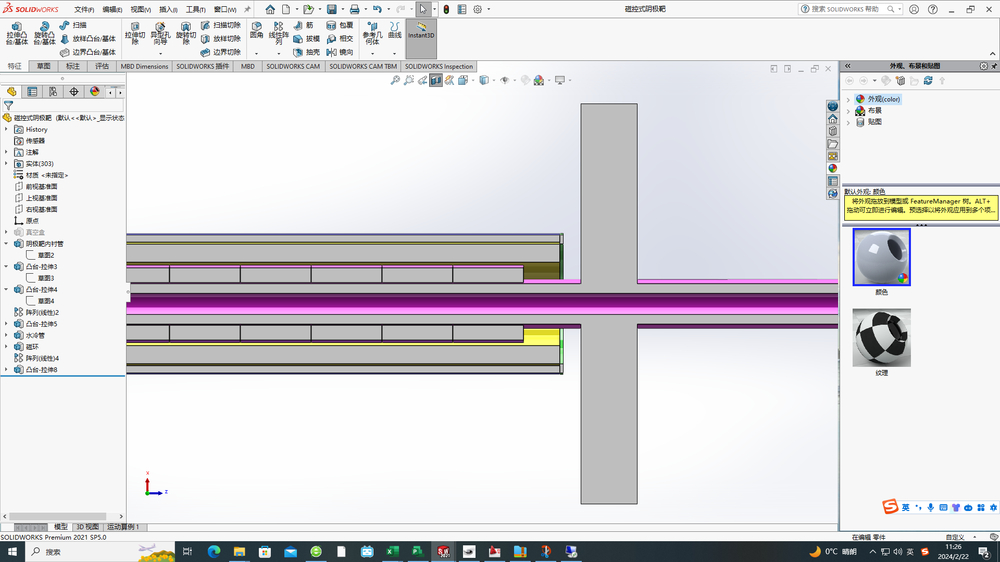 SOLIDWORKS 文件(F) 编辑(E) 视图(V) 插入(I) 工具(T) 窗口(W) 磁控式阴极靶 搜索 SOLIDWORKS 帮助
拉伸凸台/基体
旋转凸台/基体
扫描
放样凸台/基体
边界凸台/基体
拉伸切除
异型孔向导
旋转切除
扫描切除
放样切除
边界切除
圆角
线性阵列
筋
拔模
抽壳
包覆
相交
镜向
参考几何体
曲线
Instant3D
特征 草图 标注 评估 MBD Dimensions SOLIDWORKS 插件 MBD SOLIDWORKS CAM SOLIDWORKS CAM TBM SOLIDWORKS Inspection
磁控式阴极靶 (默认<<默认>_显示状态
History
传感器
注解
实体(303)
材质 <未指定>
前视基准面
上视基准面
右视基准面
原点
真空盒
阴极靶内衬管
草图2
凸台-拉伸3
草图3
凸台-拉伸4
草图4
阵列(线性)2
凸台-拉伸5
水冷管
磁环
阵列(线性)4
凸台-拉伸8
x
z
外观、布景和贴图
外观(color)
布景
贴图
默认外观: 颜色
将外观拖放到模型或 FeatureManager 树。ALT+
拖动可立即进行编辑。预选择以将外观应用到多个项...
颜色
纹理
英
模型 3D 视图 运动算例 1
SOLIDWORKS Premium 2021 SP5.0 在编辑 零件 自定义
搜索
0°C 晴朗 英
11:26
2024/2/22
2